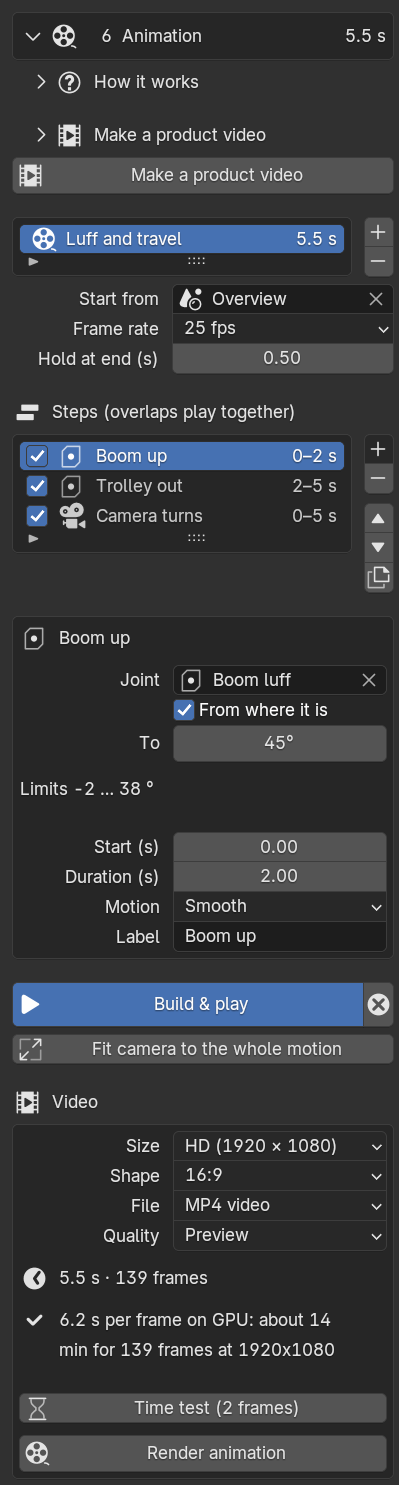 6 Animation 5.5 s
How it works
Make a product video
Make a product video
Luff and travel 5.5 s
Start from Overview
Frame rate 25 fps
Hold at end (s) 0.50
Steps (overlaps play together)
Boom up 0–2 s
Trolley out 2–5 s
Camera turns 0–5 s
Boom up
Joint Boom luff
From where it is
To 45°
Limits -2 ... 38 °
Start (s) 0.00
Duration (s) 2.00
Motion Smooth
Label Boom up
Build & play
Fit camera to the whole motion
Video
Size HD (1920 × 1080)
Shape 16:9
File MP4 video
Quality Preview
5.5 s · 139 frames
6.2 s per frame on GPU: about 14
min for 139 frames at 1920x1080
Time test (2 frames)
Render animation